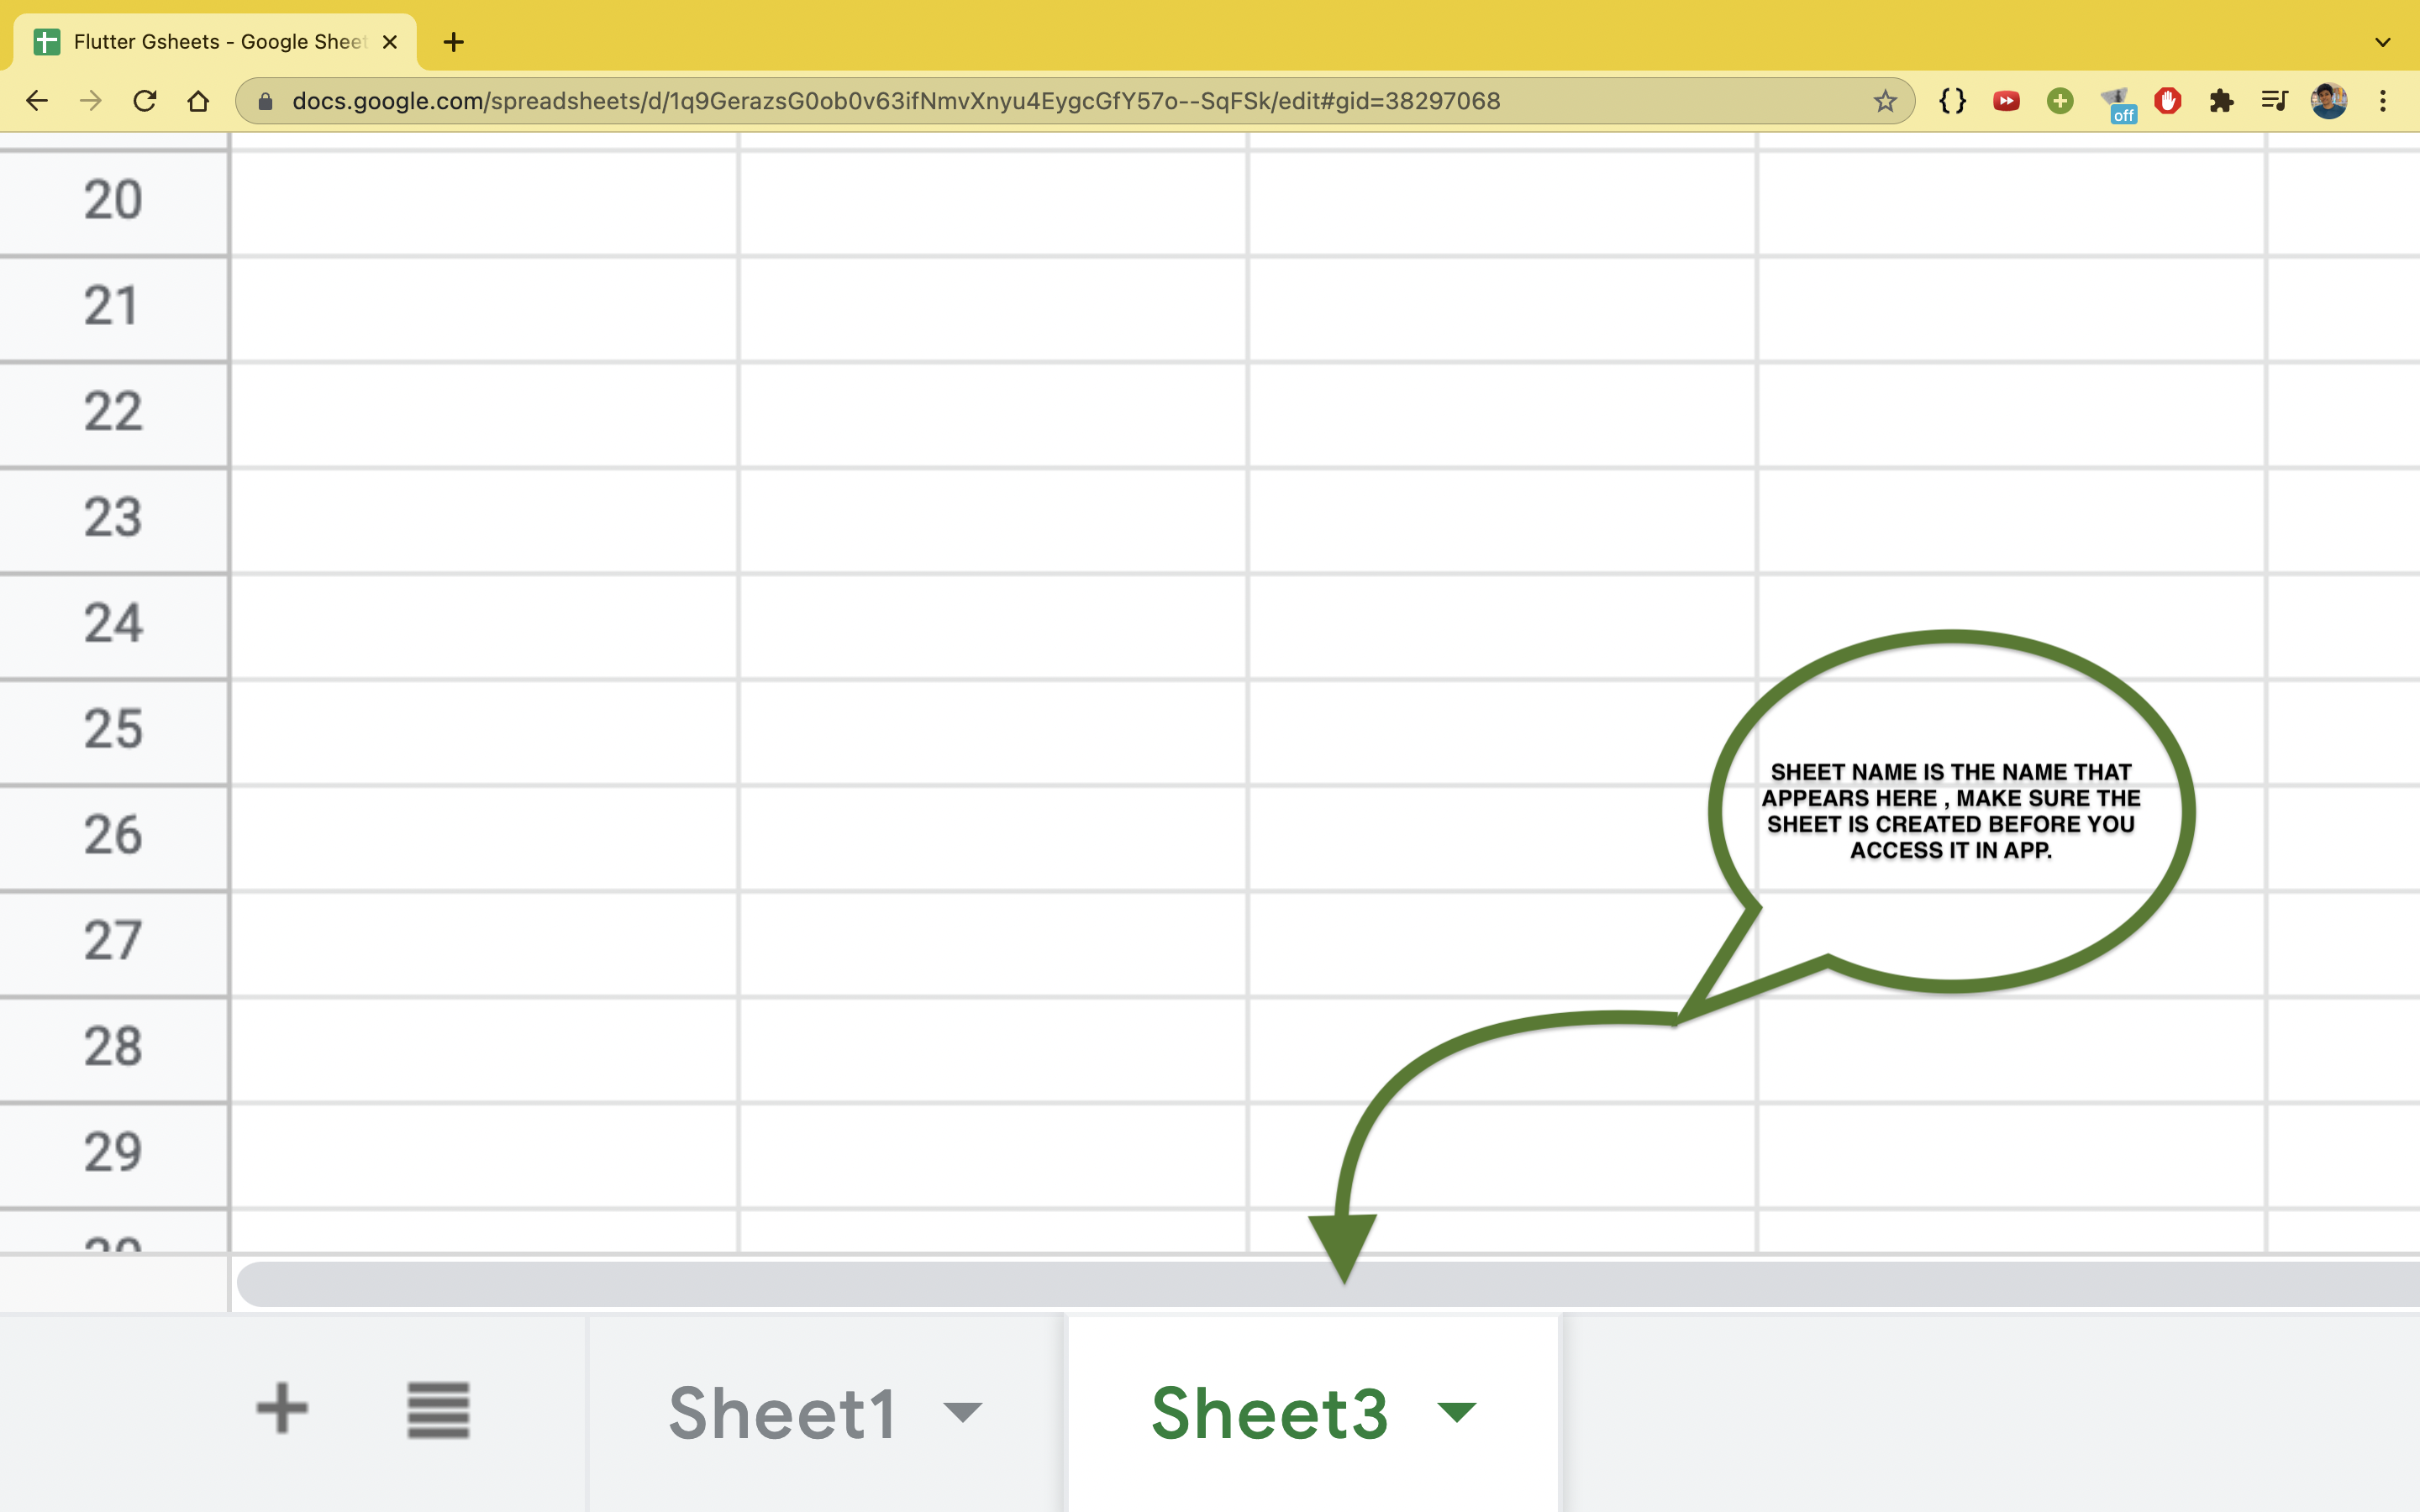 Flutter Gsheets - Google Sheet
docs.google.com/spreadsheets/d/1q9GerazsG0ob0v63ifNmvXnyu4EygcGfY57o--SqFSk/edit#gid=38297068
off
20
21
22
23
24
25
26
27
28
29
SHEET NAME IS THE NAME THAT
APPEARS HERE , MAKE SURE THE
SHEET IS CREATED BEFORE YOU
ACCESS IT IN APP.
Sheet1
Sheet3